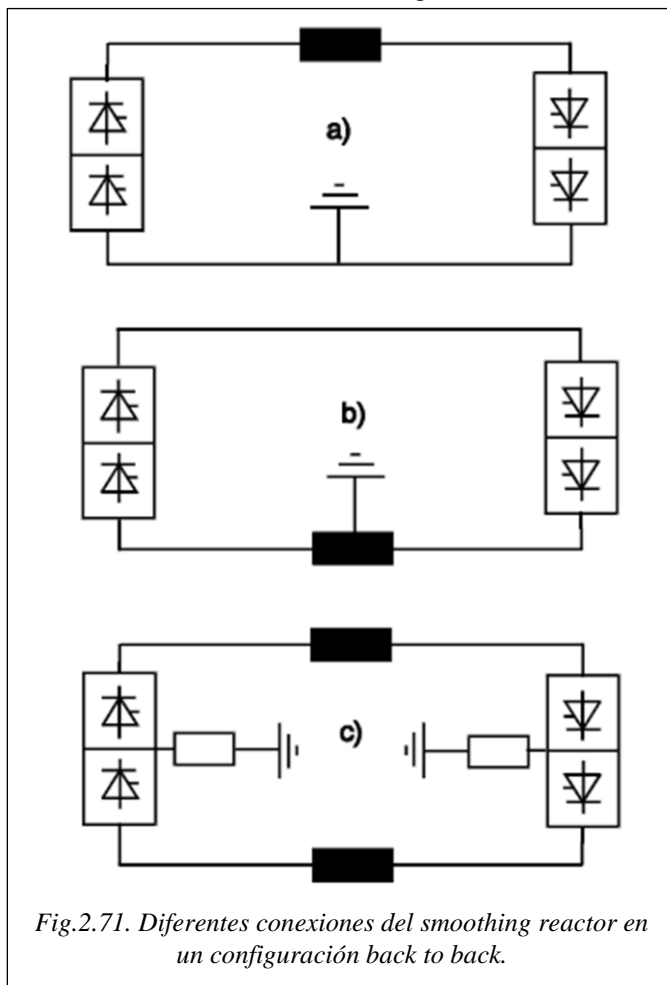 a)
b)
c)
Fig.2.71. Diferentes conexiones del smoothing reactor en
un configuración back to back.